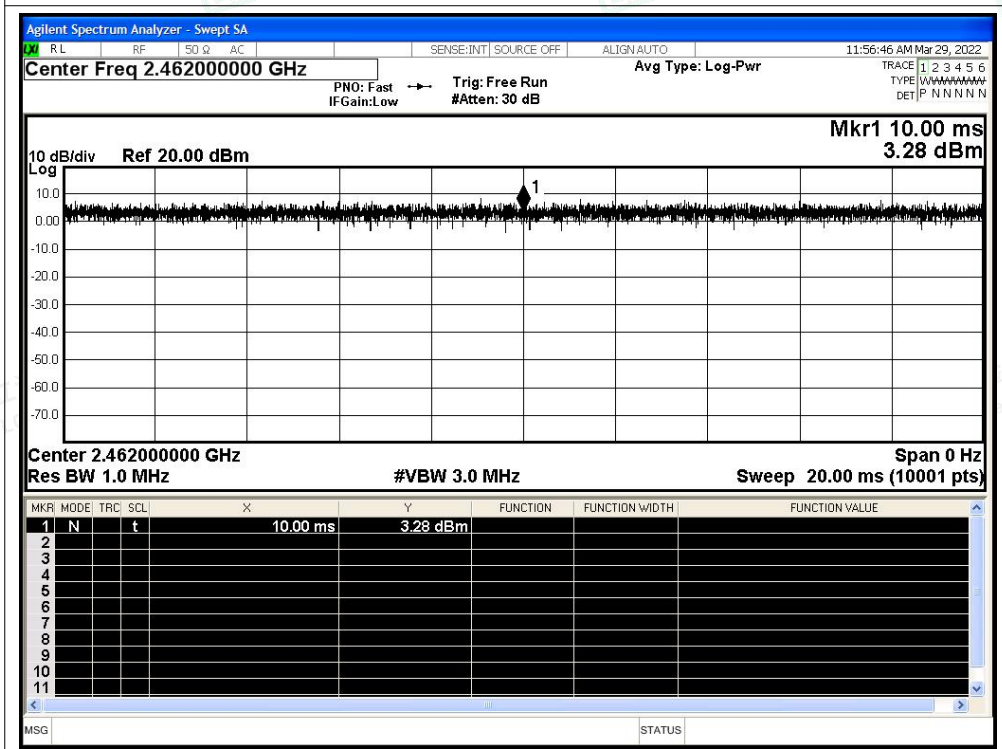 Agilent Spectrum Analyzer - Swept SA
LXI RL RF 50 Ω AC SENSE:INT SOURCE OFF ALIGN AUTO 11:56:46 AM Mar 29, 2022
Center Freq 2.462000000 GHz Avg Type: Log-Pwr TRACE 1 2 3 4 5 6
PNO: Fast Trig: Free Run TYPE WWWWWW
IFGain:Low #Atten: 30 dB DET P N N N N N
Mkr1 10.00 ms
10 dB/div Ref 20.00 dBm 3.28 dBm
Log
10.0
1
0.00
-10.0
-20.0
-30.0
-40.0
-50.0
-60.0
-70.0
Center 2.462000000 GHz Span 0 Hz
Res BW 1.0 MHz #VBW 3.0 MHz Sweep 20.00 ms (10001 pts)
MKR MODE TRC SCL X Y FUNCTION FUNCTION WIDTH FUNCTION VALUE
1 N t 10.00 ms 3.28 dBm
2
3
4
5
6
7
8
9
10
11
MSG STATUS